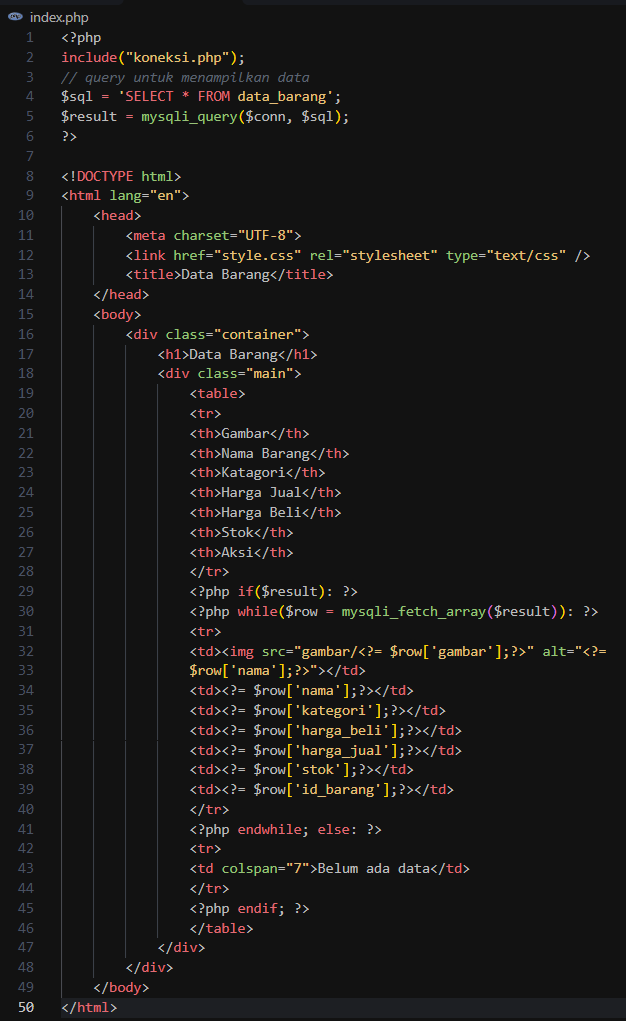 index.php
1 <?php
2 include("koneksi.php");
3 // query untuk menampilkan data
4 $sql = 'SELECT * FROM data_barang';
5 $result = mysqli_query($conn, $sql);
6 ?>
7
8 <!DOCTYPE html>
9 <html lang="en">
10 <head>
11 <meta charset="UTF-8">
12 <link href="style.css" rel="stylesheet" type="text/css" />
13 <title>Data Barang</title>
14 </head>
15 <body>
16 <div class="container">
17 <h1>Data Barang</h1>
18 <div class="main">
19 <table>
20 <tr>
21 <th>Gambar</th>
22 <th>Nama Barang</th>
23 <th>Katagori</th>
24 <th>Harga Jual</th>
25 <th>Harga Beli</th>
26 <th>Stok</th>
27 <th>Aksi</th>
28 </tr>
29 <?php if($result): ?>
30 <?php while($row = mysqli_fetch_array($result)): ?>
31 <tr>
32 <td><img src="gambar/<?= $row['gambar'];?>" alt="<?=
33 $row['nama'];?>"></td>
34 <td><?= $row['nama'];?></td>
35 <td><?= $row['kategori'];?></td>
36 <td><?= $row['harga_beli'];?></td>
37 <td><?= $row['harga_jual'];?></td>
38 <td><?= $row['stok'];?></td>
39 <td><?= $row['id_barang'];?></td>
40 </tr>
41 <?php endwhile; else: ?>
42 <tr>
43 <td colspan="7">Belum ada data</td>
44 </tr>
45 <?php endif; ?>
46 </table>
47 </div>
48 </div>
49 </body>
50 </html>